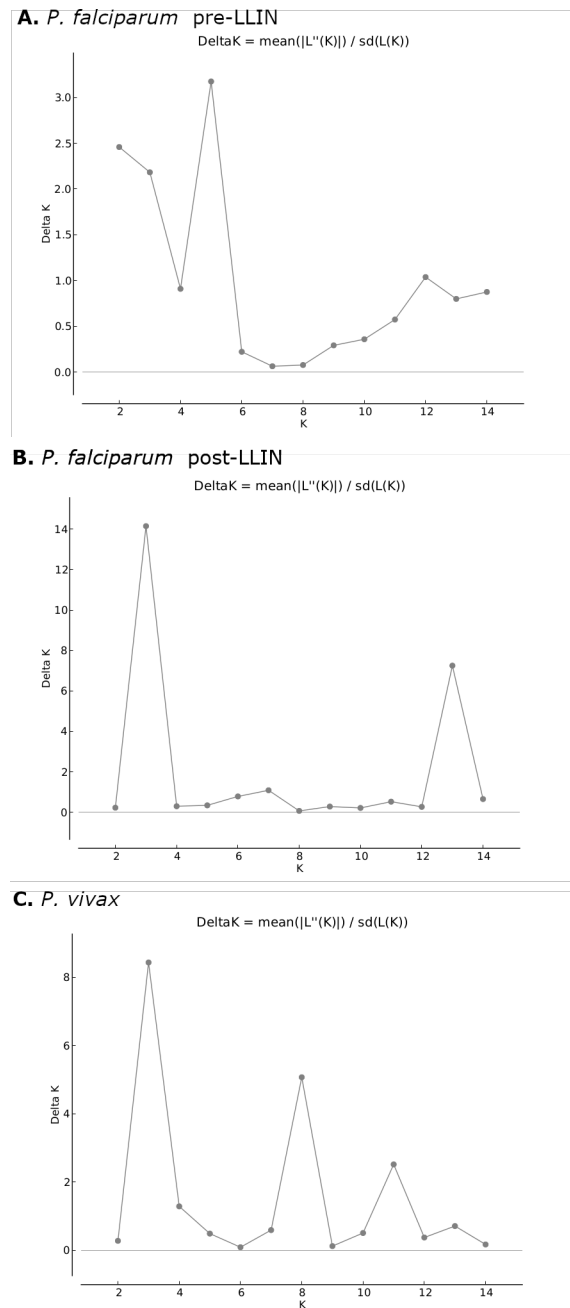 A. P. falciparum pre-LLIN
DeltaK = mean(|L''(K)|) / sd(L(K))
3.0
2.5
2.0
1.5
1.0
0.5
0.0
Delta K
2 4 6 8 10 12 14
K
B. P. falciparum post-LLIN
DeltaK = mean(|L''(K)|) / sd(L(K))
14
12
10
8
6
4
2
0
Delta K
2 4 6 8 10 12 14
K
C. P. vivax
DeltaK = mean(|L''(K)|) / sd(L(K))
8
6
4
2
0
Delta K
2 4 6 8 10 12 14
K